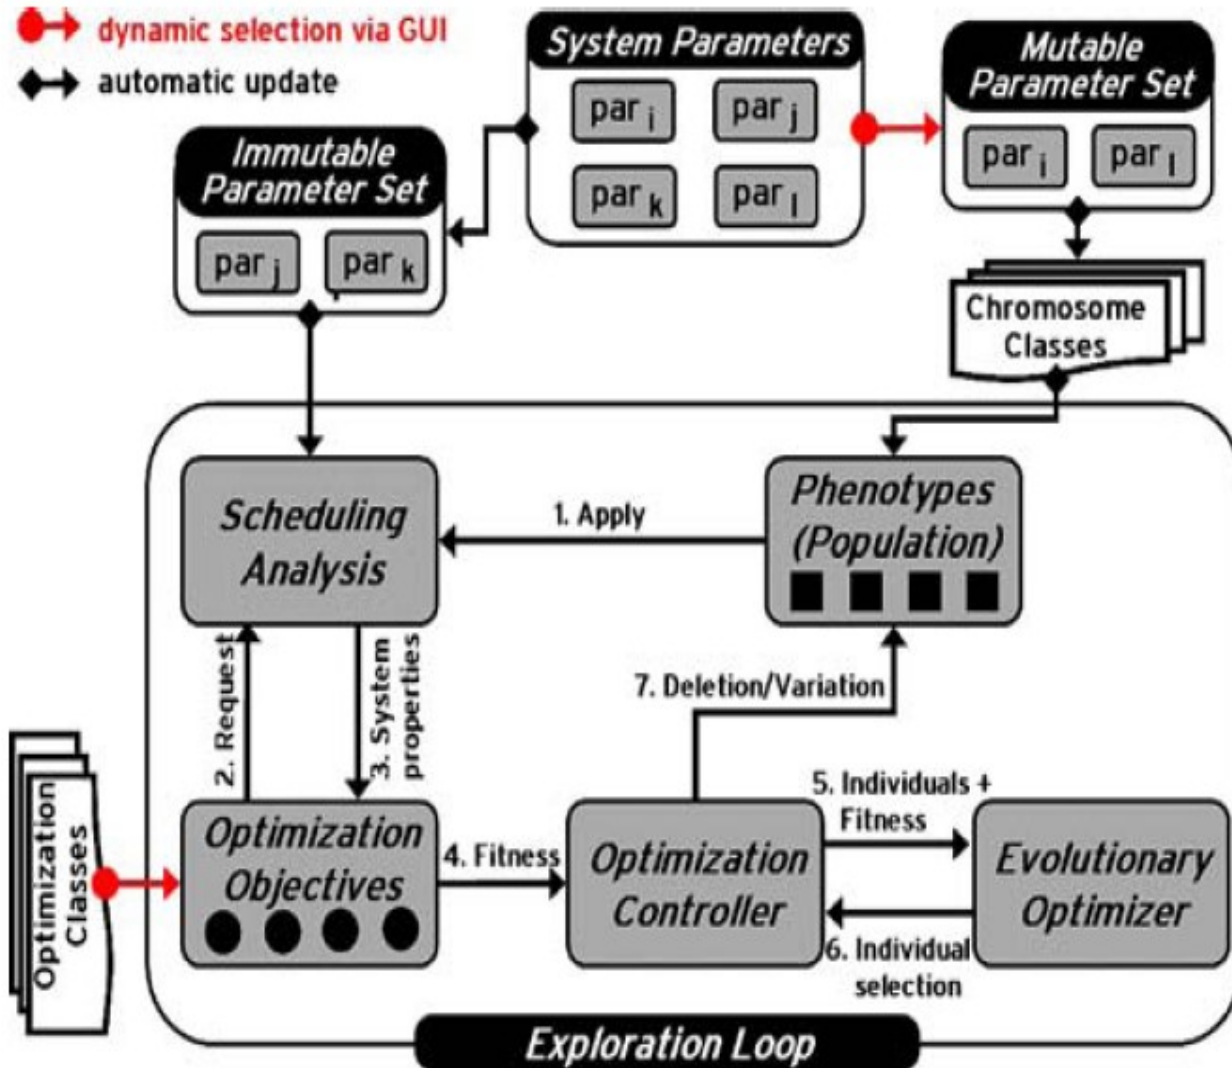 dynamic selection via GUI
automatic update
System Parameters
par i
par j
par k
par l
Mutable
Parameter Set
par i
par l
Immutable
Parameter Set
par j
par k
Chromosome
Classes
Scheduling
Analysis
1. Apply
Phenotypes
(Population)
2. Request
3. System
properties
7. Deletion/Variation
Optimization
Classes
Optimization
Objectives
4. Fitness
Optimization
Controller
5. Individuals +
Fitness
6. Individual
selection
Evolutionary
Optimizer
Exploration Loop